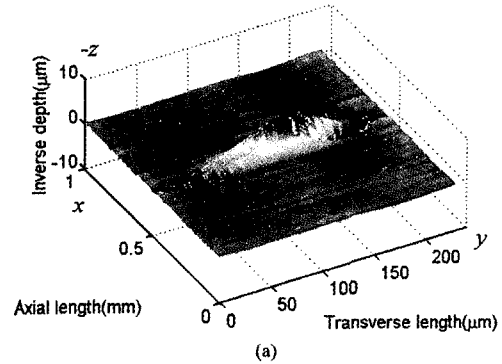 -z
Inverse depth(μm)
10
0
-10
1
x
0.5
0
Axial length(mm)
0
50
100
150
200
y
Transverse length(μm)
(a)